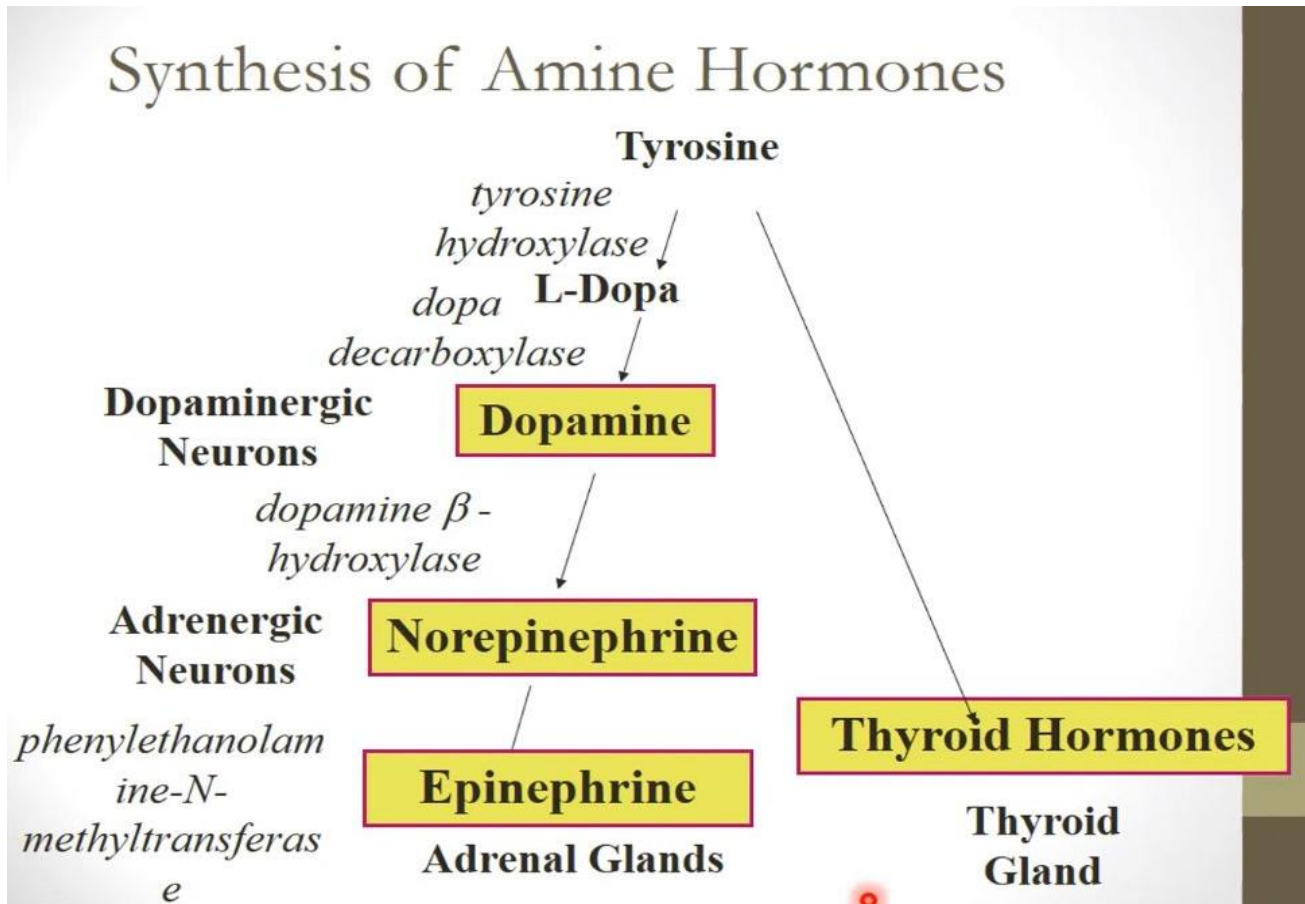 Synthesis of Amine Hormones
Tyrosine
tyrosine
hydroxylase
L-Dopa
dopa
decarboxylase
Dopaminergic
Neurons
Dopamine
dopamine β -
hydroxylase
Adrenergic
Neurons
Norepinephrine
phenylethanolam
ine-N-
methyltransferas
e
Epinephrine
Adrenal Glands
Thyroid Hormones
Thyroid
Gland